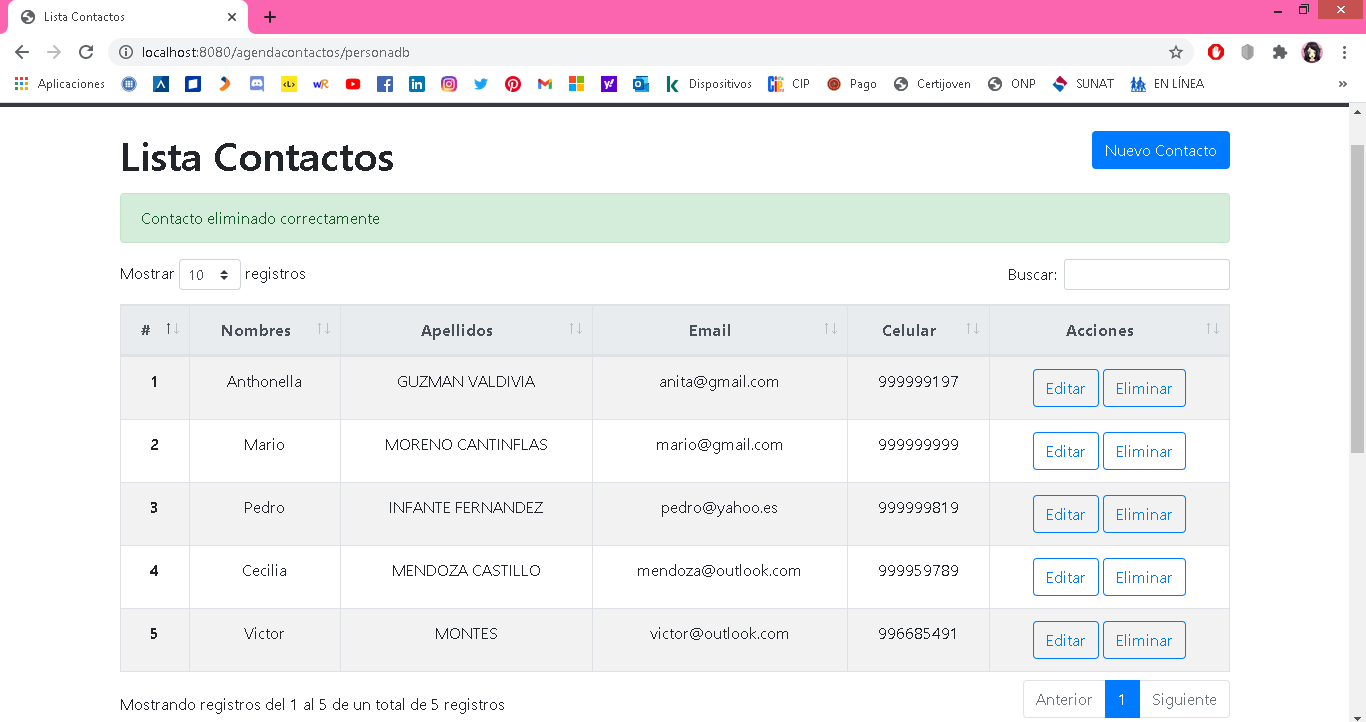 Lista Contactos
localhost:8080/agendacontactos/personadb
Aplicaciones Dispositivos CIP Pago Certijoven ONP SUNAT EN LÍNEA »
Lista Contactos Nuevo Contacto
Contacto eliminado correctamente
Mostrar 10 registros Buscar:
# Nombres Apellidos Email Celular Acciones
1 Anthonella GUZMAN VALDIVIA anita@gmail.com 999999197 Editar Eliminar
2 Mario MORENO CANTINFLAS mario@gmail.com 999999999 Editar Eliminar
3 Pedro INFANTE FERNANDEZ pedro@yahoo.es 999999819 Editar Eliminar
4 Cecilia MENDOZA CASTILLO mendoza@outlook.com 999959789 Editar Eliminar
5 Victor MONTES victor@outlook.com 996685491 Editar Eliminar
Mostrando registros del 1 al 5 de un total de 5 registros Anterior 1 Siguiente